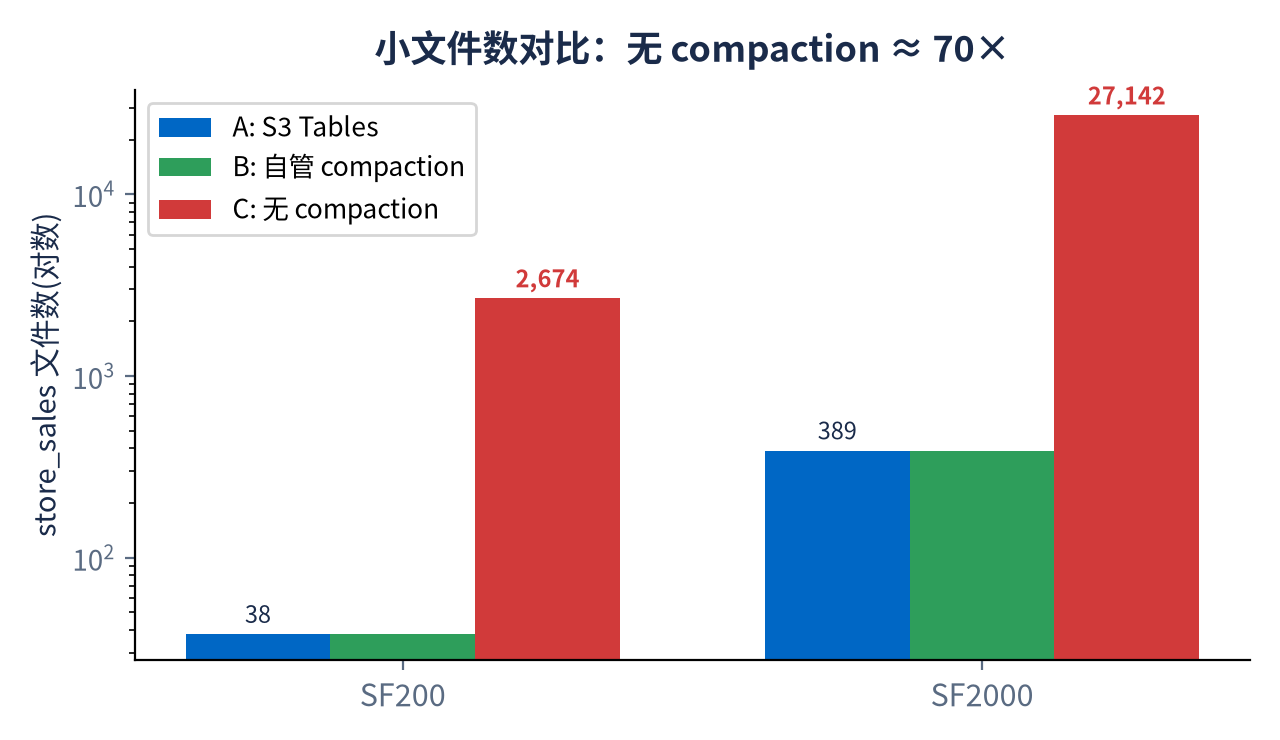 小文件数对比：无 compaction ≈ 70×
A: S3 Tables
B: 自管 compaction
C: 无 compaction
store_sales 文件数(对数)
10⁴
10³
10²
38
2,674
389
27,142
SF200
SF2000